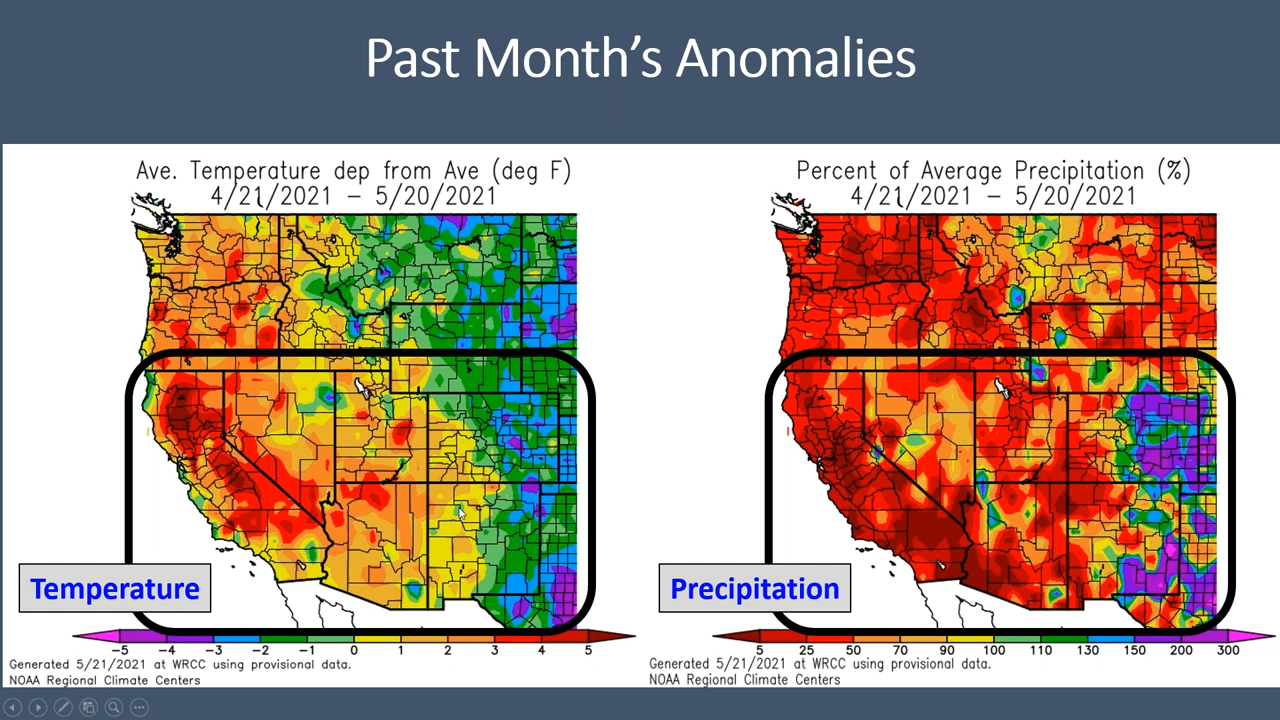 Past Month's Anomalies
Ave. Temperature dep from Ave (deg F)
4/21/2021 – 5/20/2021
Temperature
-5 -4 -3 -2 -1 0 1 2 3 4 5
Generated 5/21/2021 at WRCC using provisional data.
NOAA Regional Climate Centers
Percent of Average Precipitation (%)
4/21/2021 – 5/20/2021
Precipitation
5 25 50 70 90 100 110 130 150 200 300
Generated 5/21/2021 at WRCC using provisional data.
NOAA Regional Climate Centers